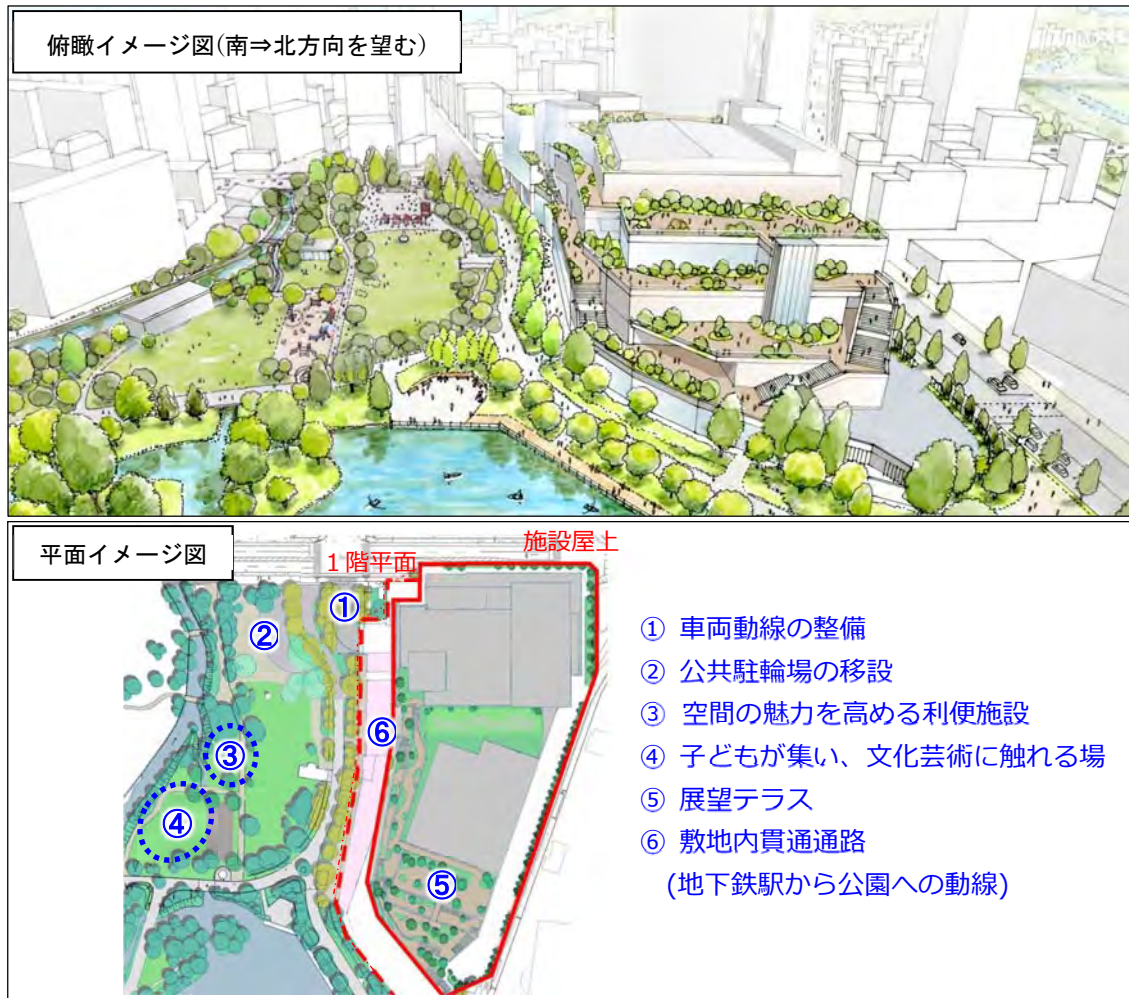 俯瞰イメージ図(南⇒北方向を望む)
平面イメージ図
施設屋上
1階平面
①
②
③
④
⑤
⑥
① 車両動線の整備
② 公共駐輪場の移設
③ 空間の魅力を高める利便施設
④ 子どもが集い、文化芸術に触れる場
⑤ 展望テラス
⑥ 敷地内貫通通路
(地下鉄駅から公園への動線)